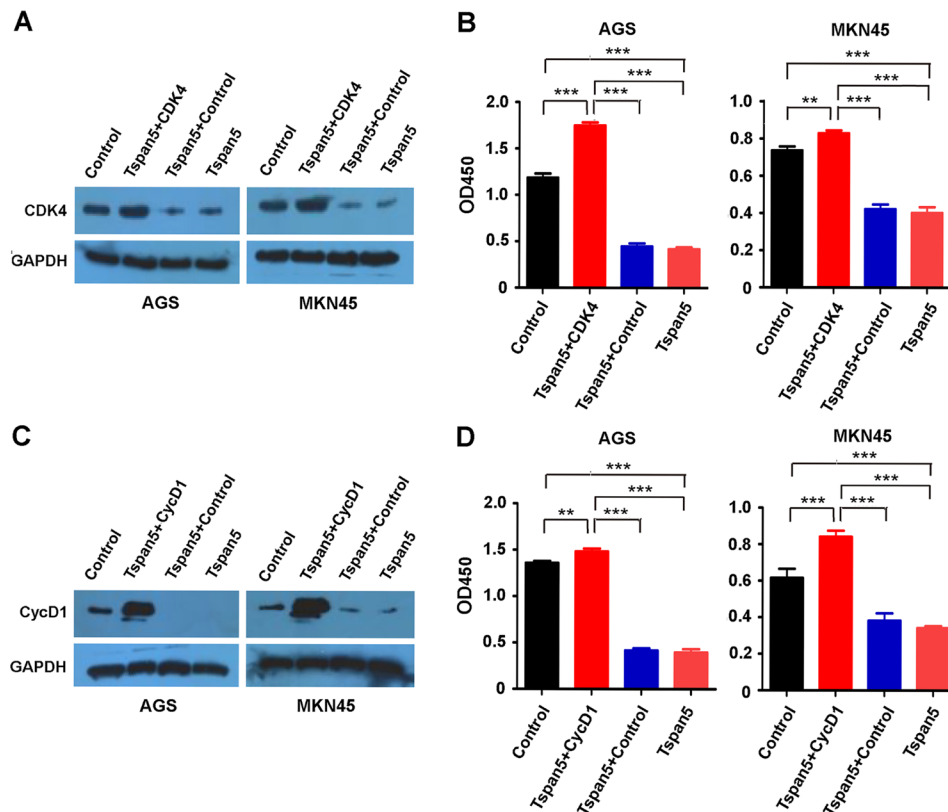 A
Control
Tspan5+CDK4
Tspan5+Control
Tspan5
Control
Tspan5+CDK4
Tspan5+Control
Tspan5
CDK4
GAPDH
AGS
MKN45
B
AGS
***
***
***
***
OD450
2.0
1.5
1.0
0.5
0
Control
Tspan5+CDK4
Tspan5+Control
Tspan5
MKN45
***
***
**
***
1.0
0.8
0.6
0.4
0.2
0
Control
Tspan5+CDK4
Tspan5+Control
Tspan5
C
Control
Tspan5+CycD1
Tspan5+Control
Tspan5
Control
Tspan5+CycD1
Tspan5+Control
Tspan5
CycD1
GAPDH
AGS
MKN45
D
AGS
***
***
**
***
OD450
2.0
1.5
1.0
0.5
0
Control
Tspan5+CycD1
Tspan5+Control
Tspan5
MKN45
***
***
***
***
1.0
0.8
0.6
0.4
0.2
0
Control
Tspan5+CycD1
Tspan5+Control
Tspan5